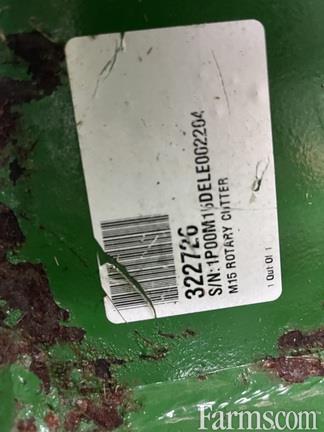 322726
S/N:1P00M15DELE002204
M15 ROTARY CUTTER
1 Out Of 1
Farms.com®